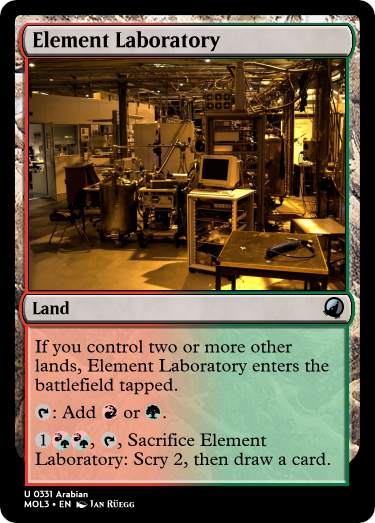 Element Laboratory
Land
If you control two or more other
lands, Element Laboratory enters the
battlefield tapped.
: Add or .
1 , , Sacrifice Element
Laboratory: Scry 2, then draw a card.
U 0331 Arabian
MOL3 • EN Jan Rüegg